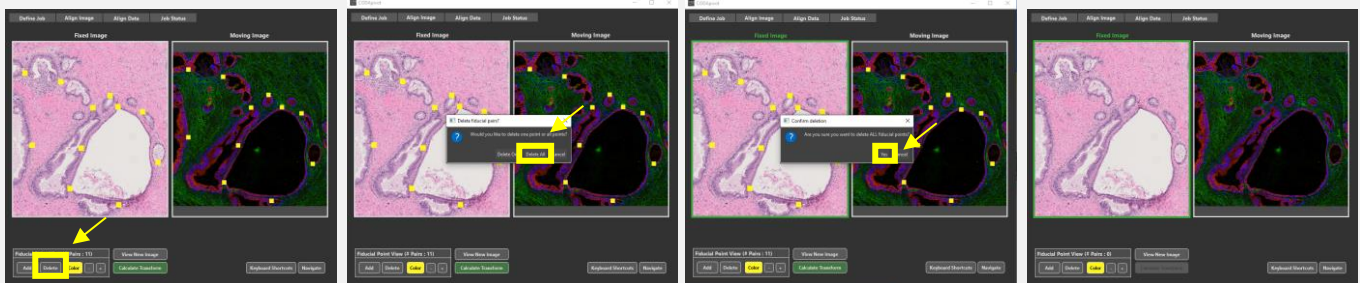 Define Job Align Image Align Data Job Status
Fixed Image Moving Image
Fiducial Point View (# Pairs : 11) View New Image
Add Delete Color - + Calculate Transform Keyboard Shortcuts Navigate
CODAped
Define Job Align Image Align Data Job Status
Fixed Image Moving Image
Delete fiducial point?
Would you like to delete one point or all points?
Delete All Cancel
Fiducial Point View (# Pairs : 11) View New Image
Add Delete Color - + Calculate Transform Keyboard Shortcuts Navigate
Define Job Align Image Align Data Job Status
Fixed Image Moving Image
Confirm deletion
Are you sure you want to delete ALL fiducial points?
Yes Cancel
Fiducial Point View (# Pairs : 11) View New Image
Add Delete Color - + Calculate Transform Keyboard Shortcuts Navigate
Define Job Align Image Align Data Job Status
Fixed Image Moving Image
Fiducial Point View (# Pairs : 0) View New Image
Add Delete Color - + Calculate Transform Keyboard Shortcuts Navigate